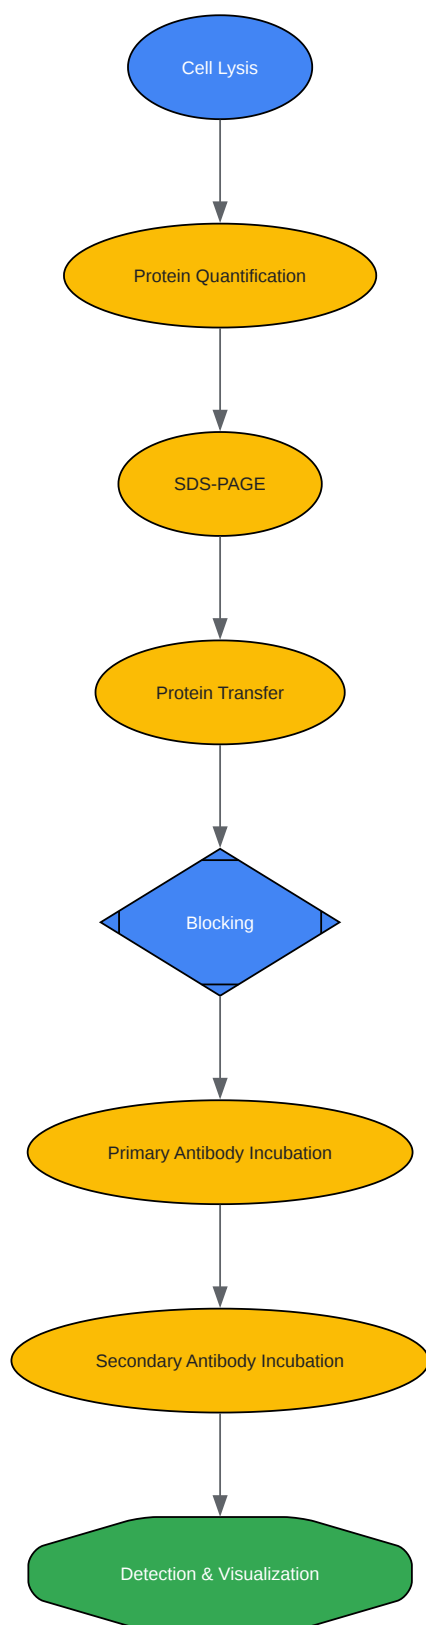 Cell Lysis
Protein Quantification
SDS-PAGE
Protein Transfer
Blocking
Primary Antibody Incubation
Secondary Antibody Incubation
Detection & Visualization